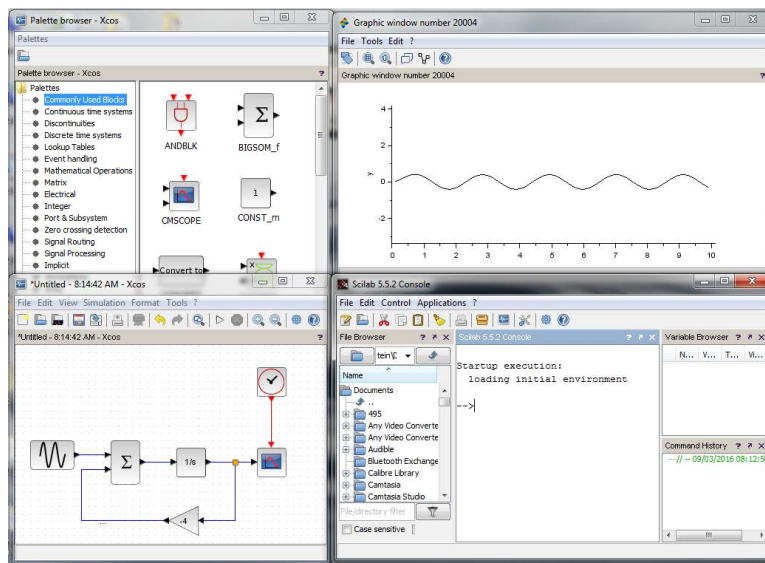 Palette browser - Xcos
Palettes
Palette browser - Xcos ?
Palettes
Commonly Used Blocks
Continuous time systems
Discontinuities
Discrete time systems
Lookup Tables
Event handling
Mathematical Operations
Matrix
Electrical
Integer
Port & Subsystem
Zero crossing detection
Signal Routing
Signal Processing
Implicit
Σ
ANDBLK BIGSOM_f
1
CMSCOPE CONST_m
Convert to
X
Graphic window number 20004
File Tools Edit ?
Graphic window number 20004 ?
4
2
y
0
-2
0 1 2 3 4 5 6 7 8 9 10
*Untitled - 8:14:42 AM - Xcos
File Edit View Simulation Format Tools ?
*Untitled - 8:14:42 AM - Xcos ?
Σ
1/s
-4
...
Scilab 5.5.2 Console
File Edit Control Applications ?
File Browser ?
tein\
Name
Documents
..
495
Any Video Converte
Any Video Converte
Audible
Bluetooth Exchange
Calibre Library
Camtasia
Camtasia Studio
File/directory filter
Case sensitive
Scilab 5.5.2 Console ?
Startup execution:
loading initial environment
-->
Variable Browser ?
N... V... T... Vi...
Command History ?
--// -- 09/03/2016 08:12:5